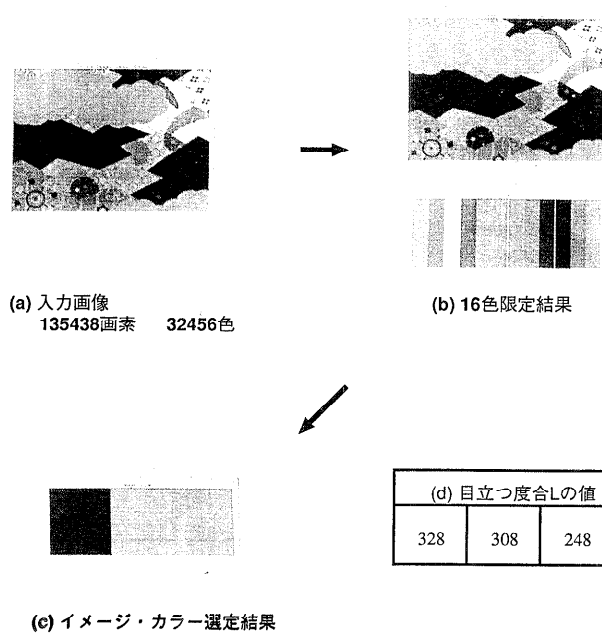 (a) 入力画像
135438画素 32456色
(b) 16色限定結果
(d) 目立つ度合Lの値
328 308 248
(c) イメージ・カラー選定結果